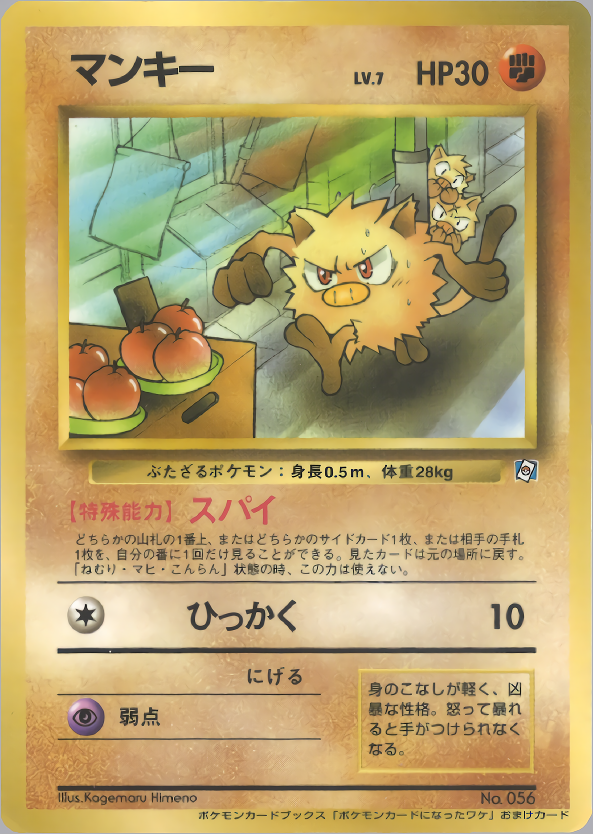 マンキー LV.7 HP30
ぶたざるポケモン：身長0.5m、体重28kg
【特殊能力】スパイ
どちらかの山札の1番上、またはどちらかのサイドカード1枚、または相手の手札
1枚を、自分の番に1回だけ見ることができる。見たカードは元の場所に戻す。
「ねむり・マヒ・こんらん」状態の時、この力は使えない。
ひっかく 10
にげる
弱点
身のこなしが軽く、凶
暴な性格。怒って暴れ
ると手がつけられなく
なる。
Illus.Kagemaru Himeno No. 056
ポケモンカードブックス「ポケモンカードになったワケ」おまけカード